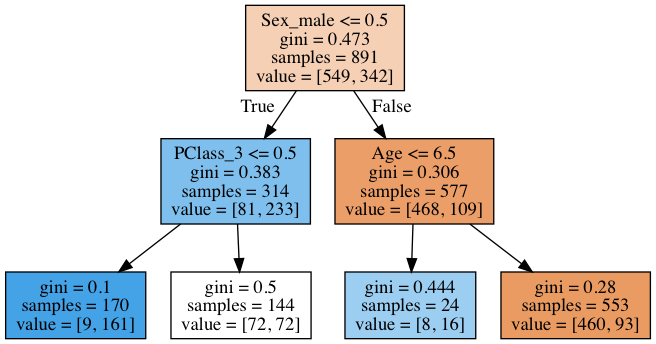 Sex_male <= 0.5
gini = 0.473
samples = 891
value = [549, 342]
True
False
PClass_3 <= 0.5
gini = 0.383
samples = 314
value = [81, 233]
Age <= 6.5
gini = 0.306
samples = 577
value = [468, 109]
gini = 0.1
samples = 170
value = [9, 161]
gini = 0.5
samples = 144
value = [72, 72]
gini = 0.444
samples = 24
value = [8, 16]
gini = 0.28
samples = 553
value = [460, 93]